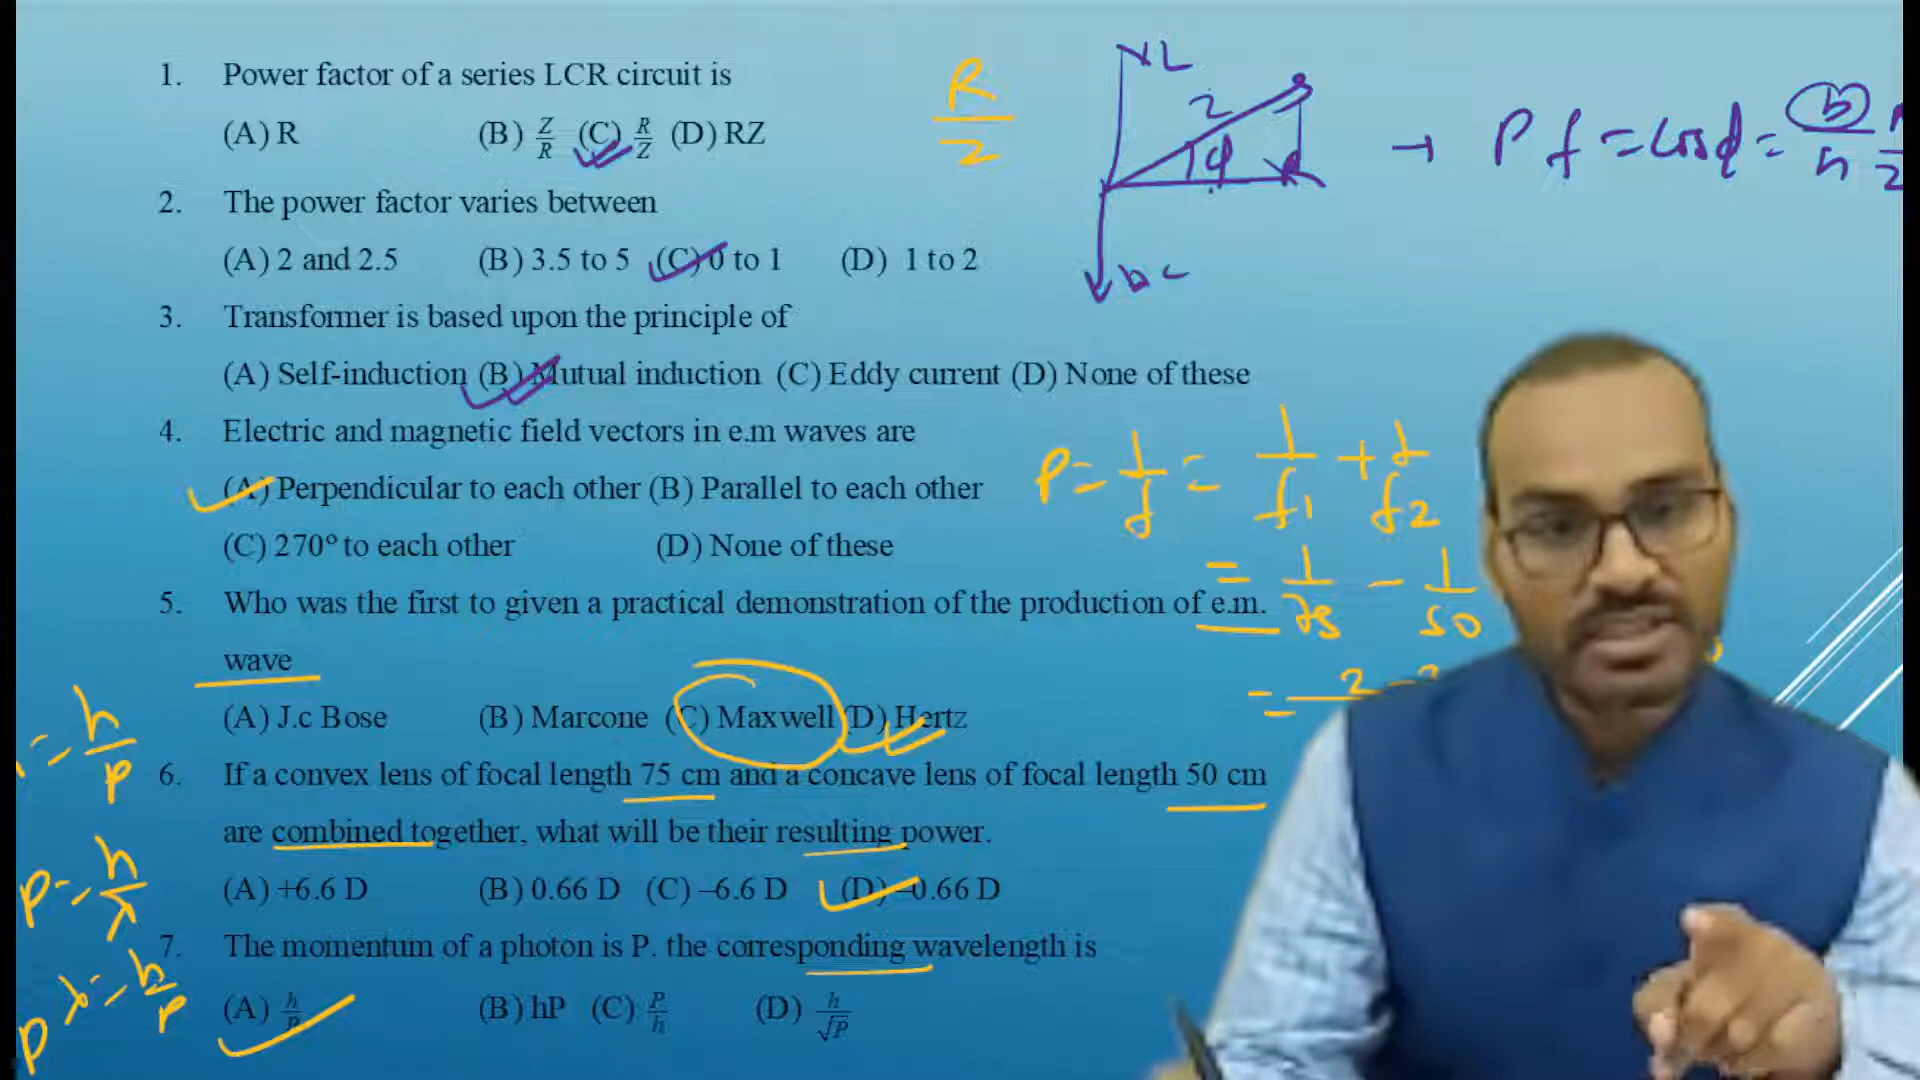 1. Power factor of a series LCR circuit is
(A) R (B) Z/R (C) R/Z (D) RZ
2. The power factor varies between
(A) 2 and 2.5 (B) 3.5 to 5 (C) 0 to 1 (D) 1 to 2
3. Transformer is based upon the principle of
(A) Self-induction (B) Mutual induction (C) Eddy current (D) None of these
4. Electric and magnetic field vectors in e.m waves are
(A) Perpendicular to each other (B) Parallel to each other
(C) 270° to each other (D) None of these
5. Who was the first to given a practical demonstration of the production of e.m.
wave
(A) J.c Bose (B) Marcone (C) Maxwell (D) Hertz
6. If a convex lens of focal length 75 cm and a concave lens of focal length 50 cm
are combined together, what will be their resulting power.
(A) +6.6 D (B) 0.66 D (C) –6.6 D (D) –0.66 D
7. The momentum of a photon is P. the corresponding wavelength is
(A) h/P (B) hP (C) P/h (D) h/√P
R/Z
Z φ
Pf = cosφ = b/h
P = 1/f = 1/f1 + 1/f2
= 1/75 - 1/50
= h/p
P = h/λ
λ = h/P
P